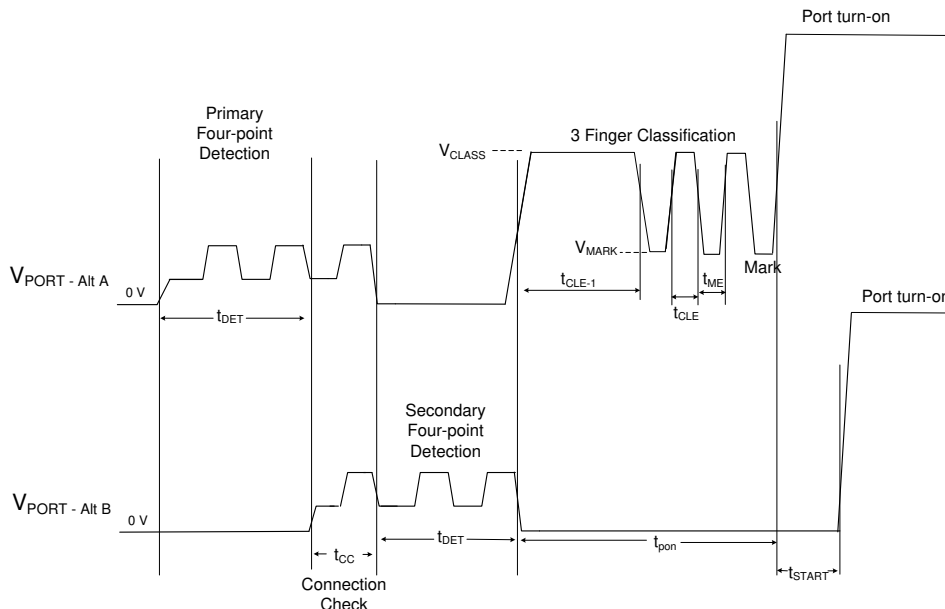 Port turn-on
Primary
Four-point
Detection
3 Finger Classification
VCLASS
VMARK
Mark
VPORT - Alt A
0 V
tDET
tCLE-1
tME
tCLE
Port turn-on
Secondary
Four-point
Detection
VPORT - Alt B
0 V
tCC
tDET
tpon
tSTART
Connection
Check